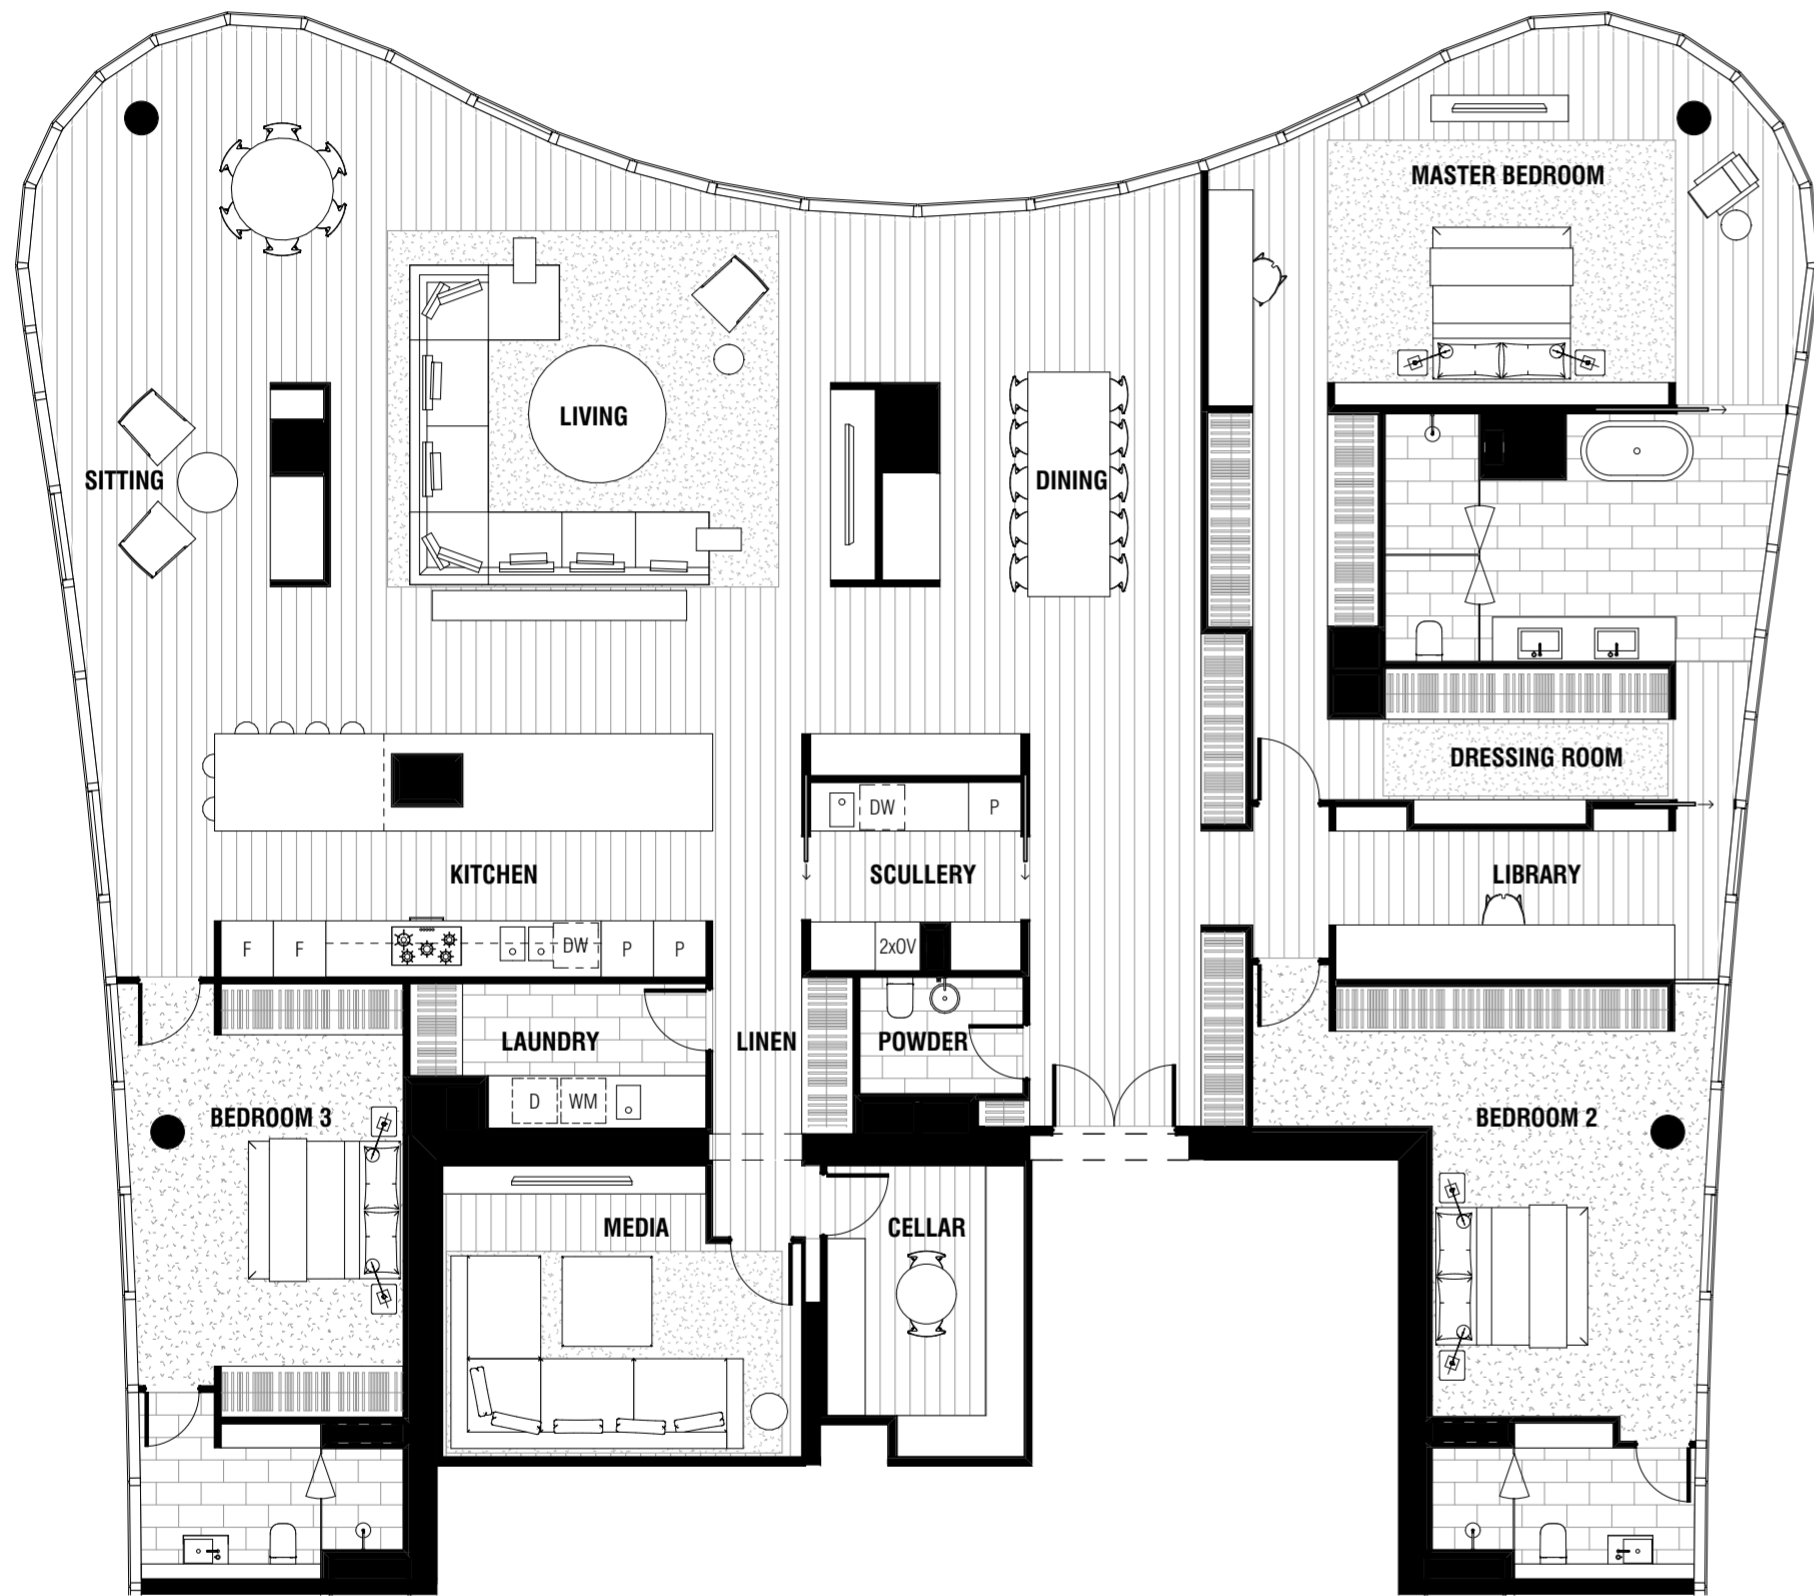 MASTER BEDROOM
LIVING
SITTING
DINING
DRESSING ROOM
DW
P
KITCHEN
SCULLERY
LIBRARY
F
F
DW
P
P
2xOV
LAUNDRY
LINEN
POWDER
D
WM
BEDROOM 3
BEDROOM 2
MEDIA
CELLAR